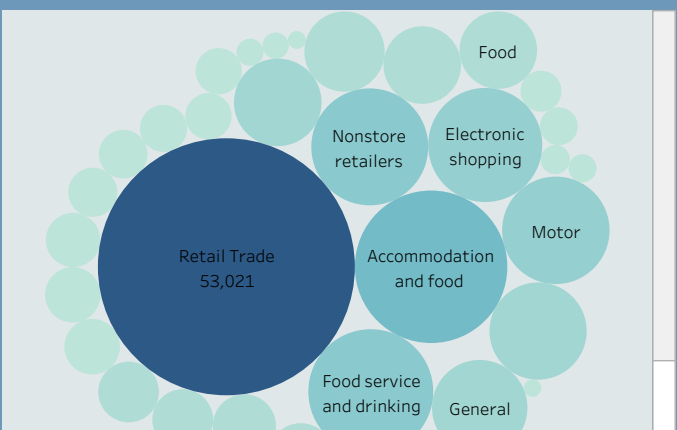 Food
Nonstore
retailers
Electronic
shopping
Motor
Retail Trade
53,021
Accommodation
and food
Food service
and drinking
General